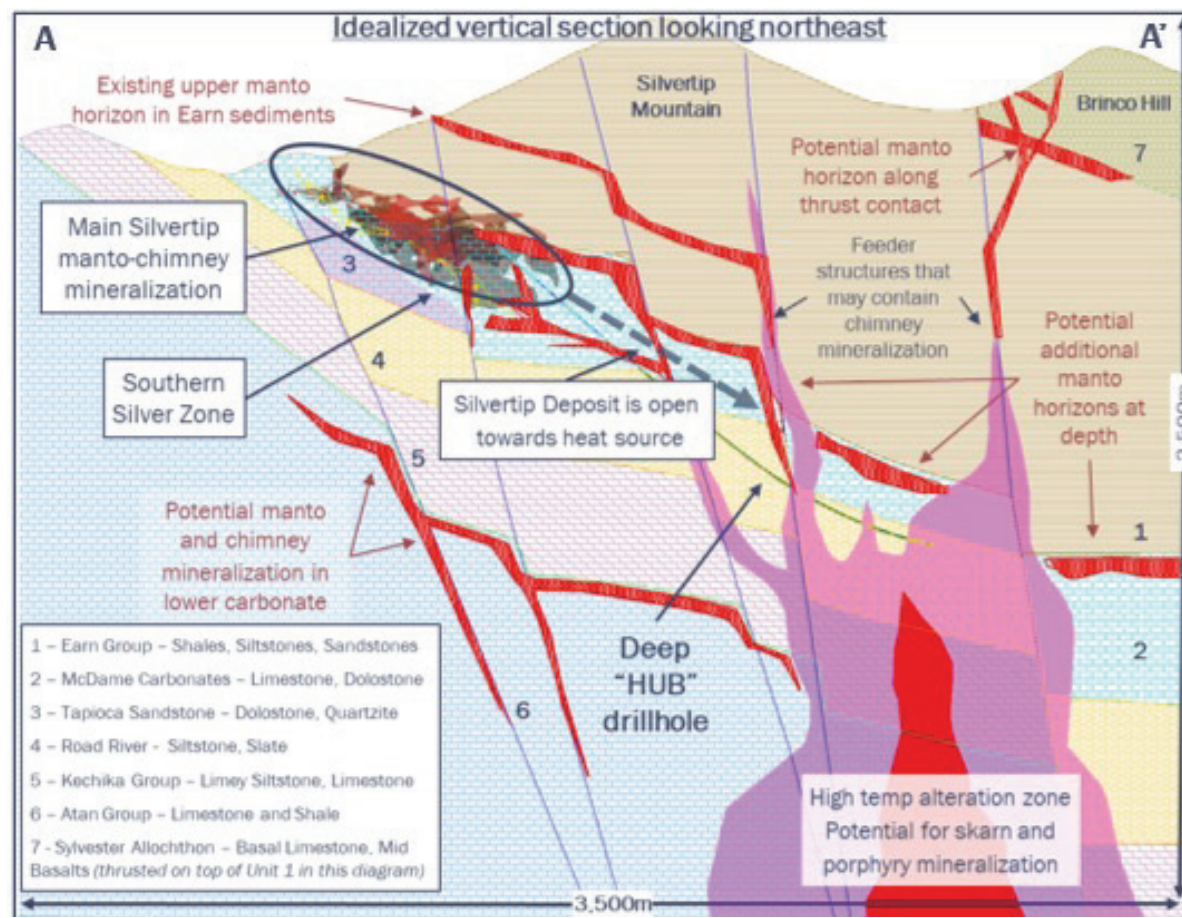 A
Idealized vertical section looking northeast
A'
Existing upper manto
horizon in Earn sediments
Silvertip
Mountain
Brinco Hill
7
Potential manto
horizon along
thrust contact
Main Silvertip
manto-chimney
mineralization
3
Feeder
structures that
may contain
chimney
mineralization
4
Potential
additional
manto
horizons at
depth
Southern
Silver Zone
Silvertip Deposit is open
towards heat source
5
Potential manto
and chimney
mineralization in
lower carbonate
1
Deep
"HUB"
drillhole
2
6
1 – Earn Group – Shales, Siltstones, Sandstones
2 – McDame Carbonates – Limestone, Dolostone
3 – Tapioca Sandstone – Dolostone, Quartzite
4 – Road River - Siltstone, Slate
5 – Kechika Group – Limey Siltstone, Limestone
6 – Atan Group – Limestone and Shale
7 - Sylvester Allochthon – Basal Limestone, Mid
Basalts (thrusted on top of Unit 1 in this diagram)
High temp alteration zone
Potential for skarn and
porphyry mineralization
3,500m